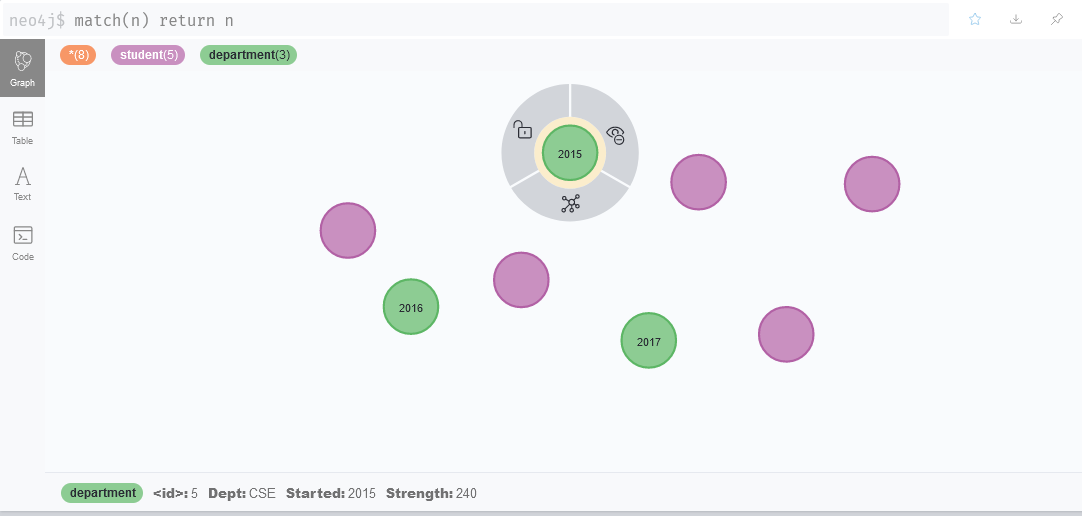 neo4j$ match(n) return n
*(8) student(5) department(3)
Graph
Table
Text
Code
2015
2016
2017
department <id>: 5 Dept: CSE Started: 2015 Strength: 240